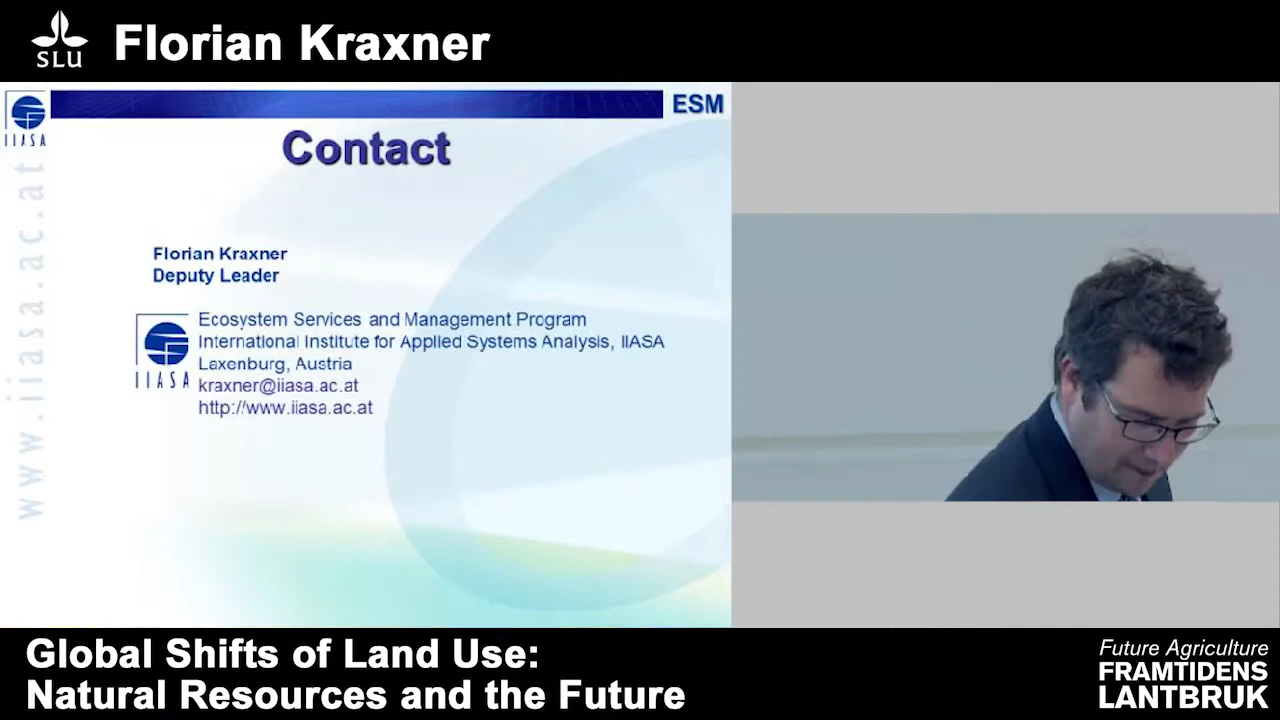 SLU
Florian Kraxner
IIASA
ESM
Contact
www.iiasa.ac.at
Florian Kraxner
Deputy Leader
Ecosystem Services and Management Program
International Institute for Applied Systems Analysis, IIASA
Laxenburg, Austria
kraxner@iiasa.ac.at
http://www.iiasa.ac.at
IIASA
Global Shifts of Land Use:
Natural Resources and the Future
Future Agriculture
FRAMTIDENS
LANTBRUK